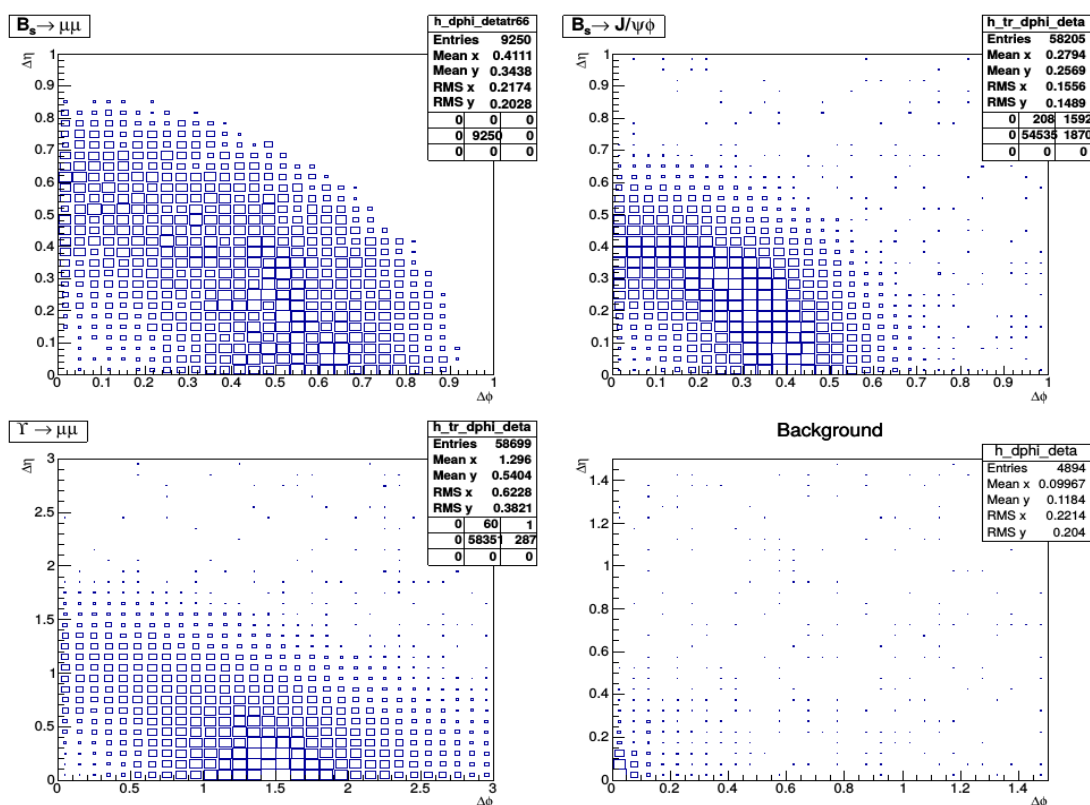 B_s → μμ
h_dphi_detatr66
Entries 9250
Mean x 0.4111
Mean y 0.3438
RMS x 0.2174
RMS y 0.2028
0 0 0
0 9250 0
0 0 0
Δη
1
0.9
0.8
0.7
0.6
0.5
0.4
0.3
0.2
0.1
0
0 0.1 0.2 0.3 0.4 0.5 0.6 0.7 0.8 0.9 1
Δϕ
B_s → J/ψϕ
h_tr_dphi_deta
Entries 58205
Mean x 0.2794
Mean y 0.2569
RMS x 0.1556
RMS y 0.1489
0 208 1592
0 54535 1870
0 0 0
Δη
1
0.9
0.8
0.7
0.6
0.5
0.4
0.3
0.2
0.1
0
0 0.1 0.2 0.3 0.4 0.5 0.6 0.7 0.8 0.9 1
Δϕ
ϒ → μμ
h_tr_dphi_deta
Entries 58699
Mean x 1.296
Mean y 0.5404
RMS x 0.6228
RMS y 0.3821
0 60 1
0 58351 287
0 0 0
Δη
3
2.5
2
1.5
1
0.5
0
0 0.5 1 1.5 2 2.5 3
Δϕ
Background
h_dphi_deta
Entries 4894
Mean x 0.09967
Mean y 0.1184
RMS x 0.2214
RMS y 0.204
Δη
1.4
1.2
1
0.8
0.6
0.4
0.2
0
0 0.2 0.4 0.6 0.8 1 1.2 1.4
Δϕ